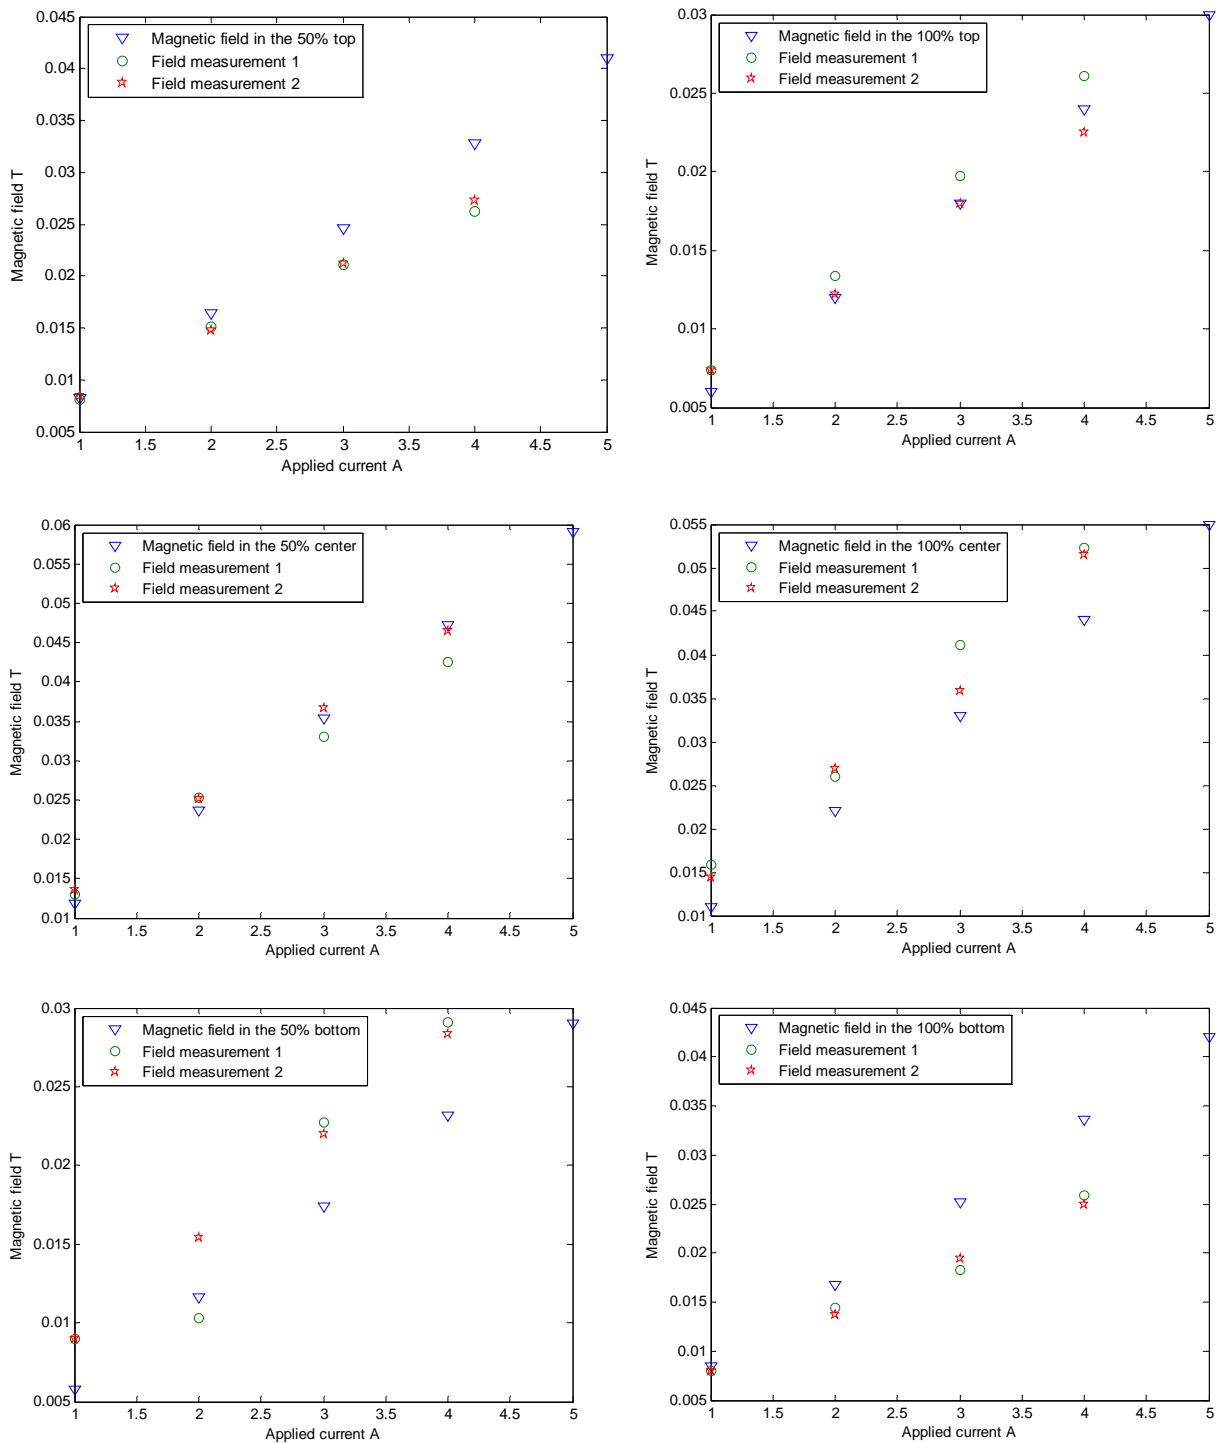 0.045
0.04
0.035
0.03
0.025
0.02
0.015
0.01
0.005
Magnetic field T
Magnetic field in the 50% top
Field measurement 1
Field measurement 2
1 1.5 2 2.5 3 3.5 4 4.5 5
Applied current A
0.03
0.025
0.02
0.015
0.01
0.005
Magnetic field T
Magnetic field in the 100% top
Field measurement 1
Field measurement 2
1 1.5 2 2.5 3 3.5 4 4.5 5
Applied current A
0.06
0.055
0.05
0.045
0.04
0.035
0.03
0.025
0.02
0.015
0.01
Magnetic field T
Magnetic field in the 50% center
Field measurement 1
Field measurement 2
1 1.5 2 2.5 3 3.5 4 4.5 5
Applied current A
0.055
0.05
0.045
0.04
0.035
0.03
0.025
0.02
0.015
0.01
Magnetic field T
Magnetic field in the 100% center
Field measurement 1
Field measurement 2
1 1.5 2 2.5 3 3.5 4 4.5 5
Applied current A
0.03
0.025
0.02
0.015
0.01
0.005
Magnetic field T
Magnetic field in the 50% bottom
Field measurement 1
Field measurement 2
1 1.5 2 2.5 3 3.5 4 4.5 5
Applied current A
0.045
0.04
0.035
0.03
0.025
0.02
0.015
0.01
0.005
Magnetic field T
Magnetic field in the 100% bottom
Field measurement 1
Field measurement 2
1 1.5 2 2.5 3 3.5 4 4.5 5
Applied current A